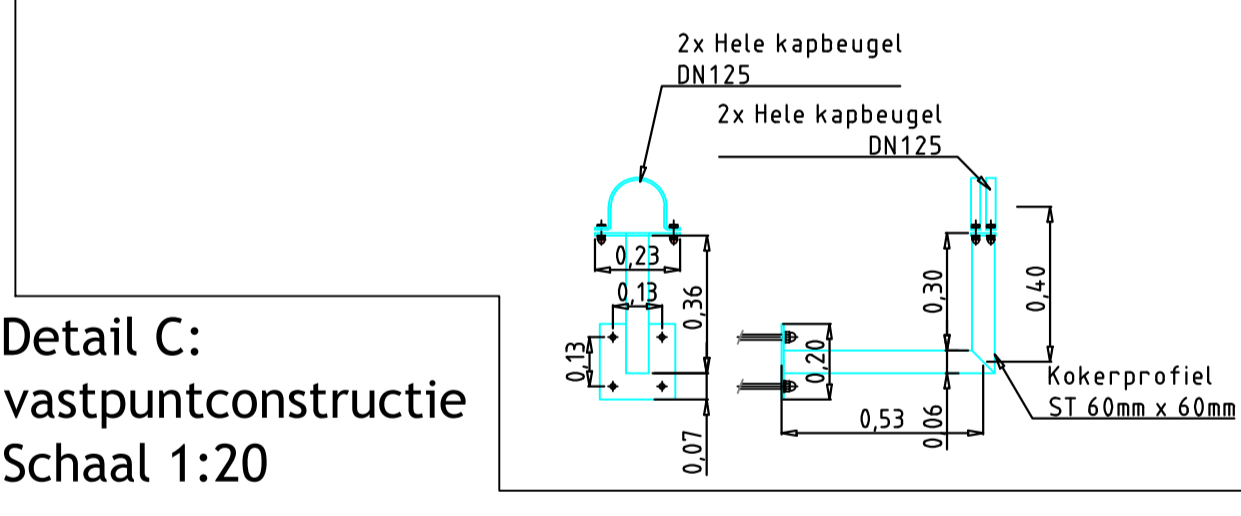 2x Hele kapbeugel
DN125
2x Hele kapbeugel
DN125
0,23
0,13
0,36
0,13
0,07
0,20
0,53
0,06
0,30
0,40
Kokerprofiel
ST 60mm x 60mm
Detail C:
vastpuntconstructie
Schaal 1:20